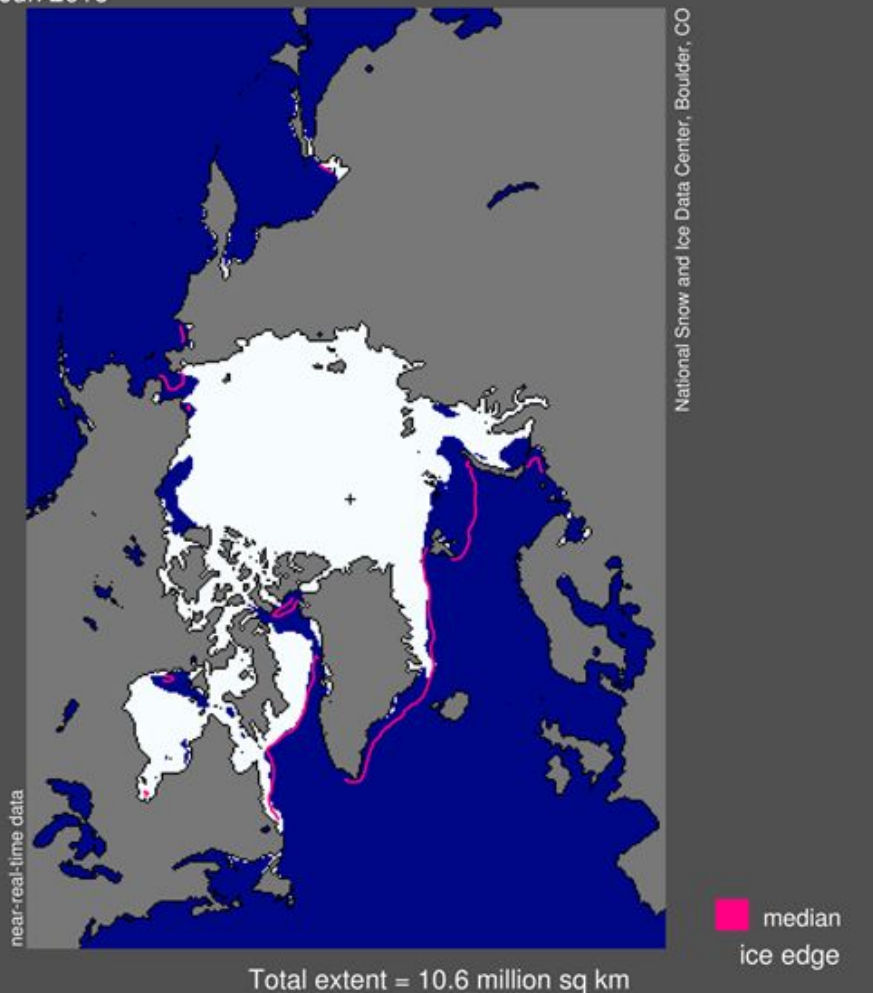 National Snow and Ice Data Center, Boulder, CO
near-real-time data
median
ice edge
Total extent = 10.6 million sq km